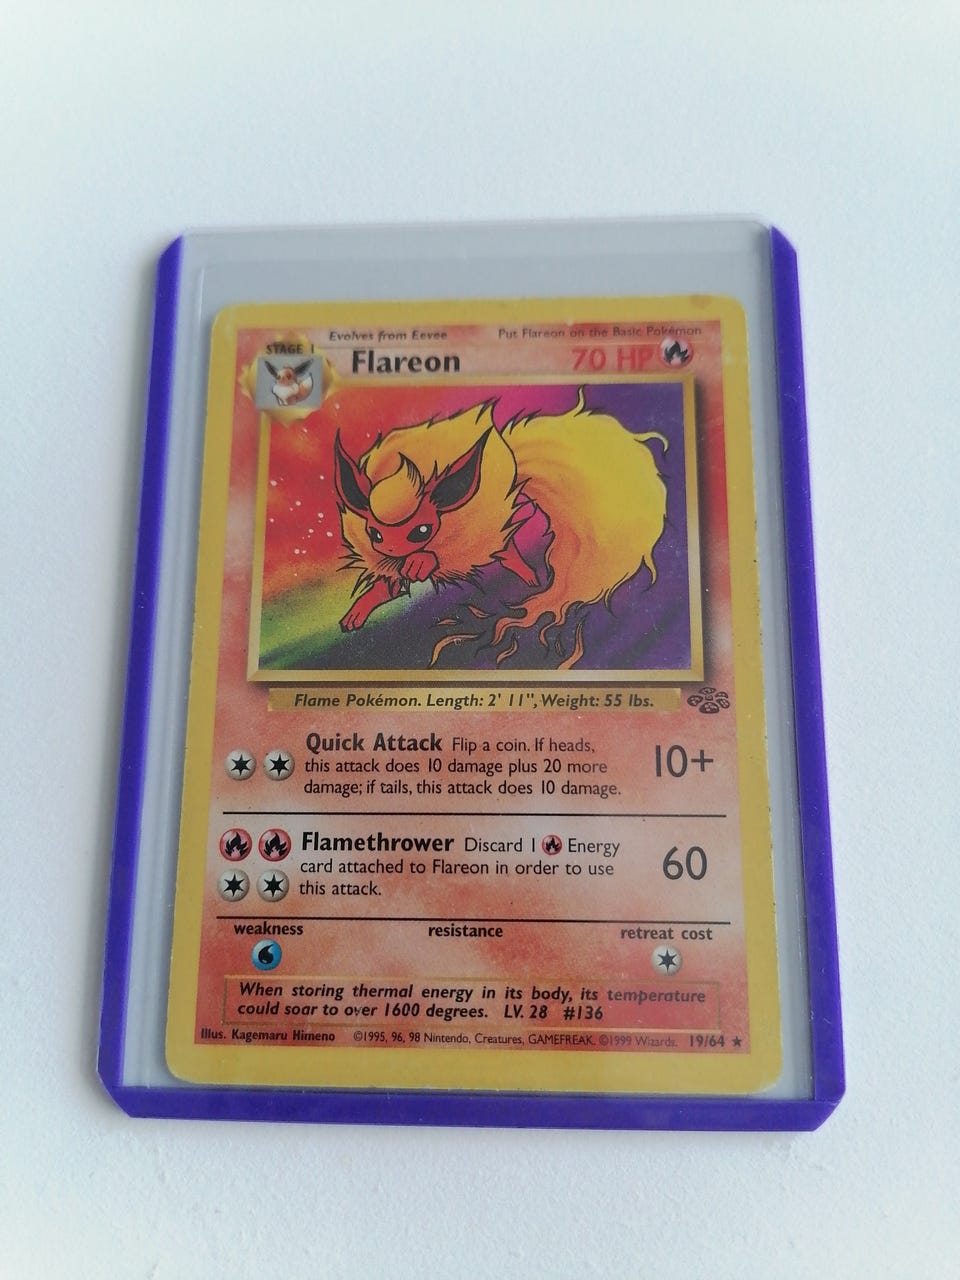 Evolves from Eevee
Put Flareon on the Basic Pokémon
STAGE 1
Flareon
70 HP
Flame Pokémon. Length: 2' 11", Weight: 55 lbs.
Quick Attack Flip a coin. If heads,
this attack does 10 damage plus 20 more
damage; if tails, this attack does 10 damage.
10+
Flamethrower Discard 1 Energy
card attached to Flareon in order to use
this attack.
60
weakness
resistance
retreat cost
When storing thermal energy in its body, its temperature
could soar to over 1600 degrees. LV. 28 #136
Illus. Kagemaru Himeno ©1995, 96, 98 Nintendo, Creatures, GAMEFREAK. ©1999 Wizards. 19/64 ★